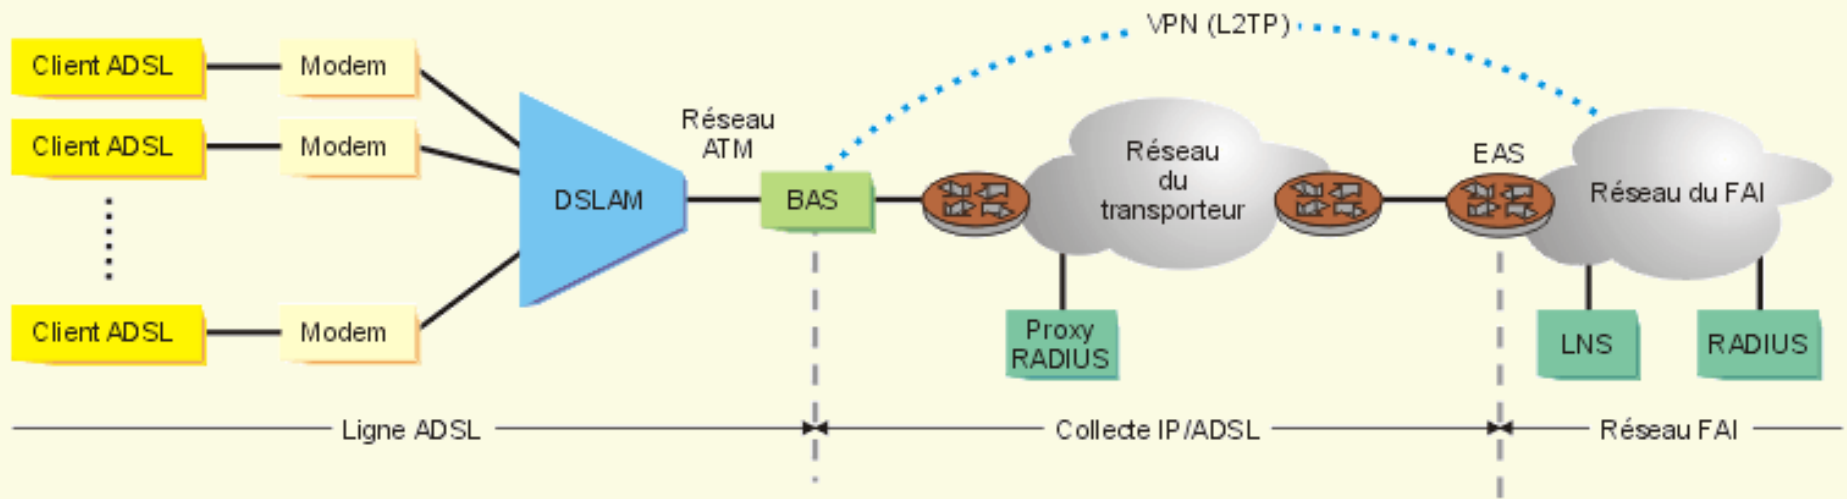 VPN (L2TP)
Client ADSL
Modem
Client ADSL
Modem
Client ADSL
Modem
DSLAM
Réseau
ATM
BAS
Réseau
du
transporteur
EAS
Réseau du FAI
Proxy
RADIUS
LNS
RADIUS
Ligne ADSL
Collecte IP/ADSL
Réseau FAI